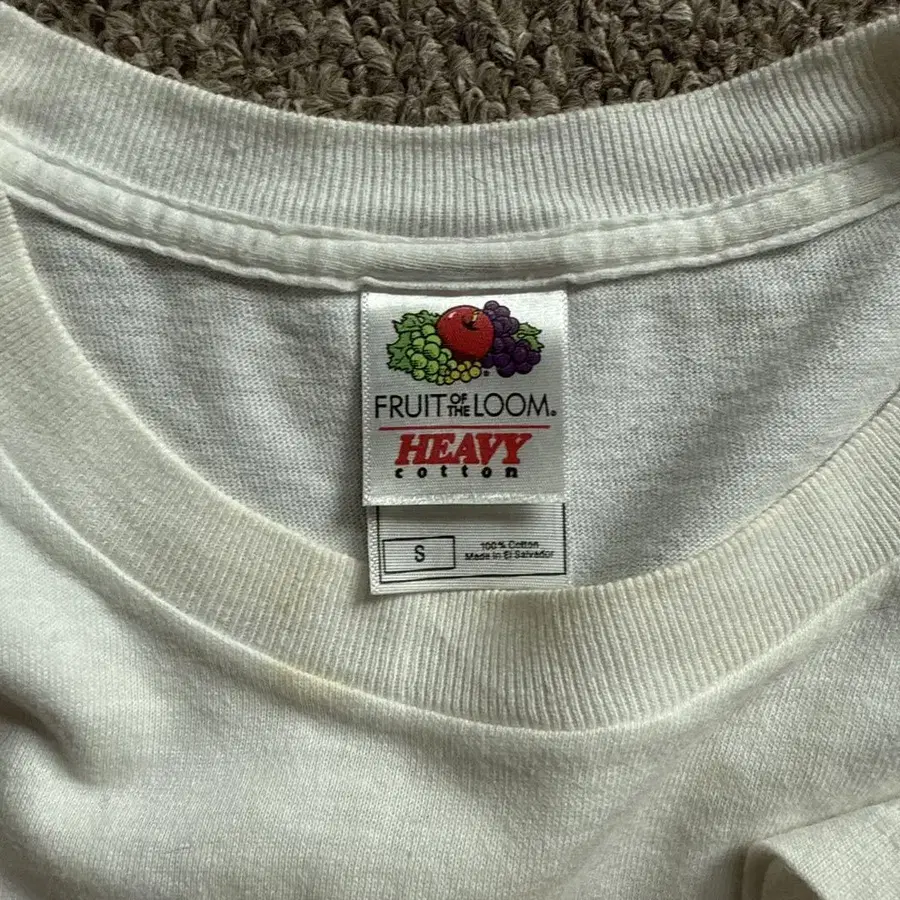 FRUIT OF THE LOOM®
HEAVY
cotton
S
100% Cotton
Made in El Salvador